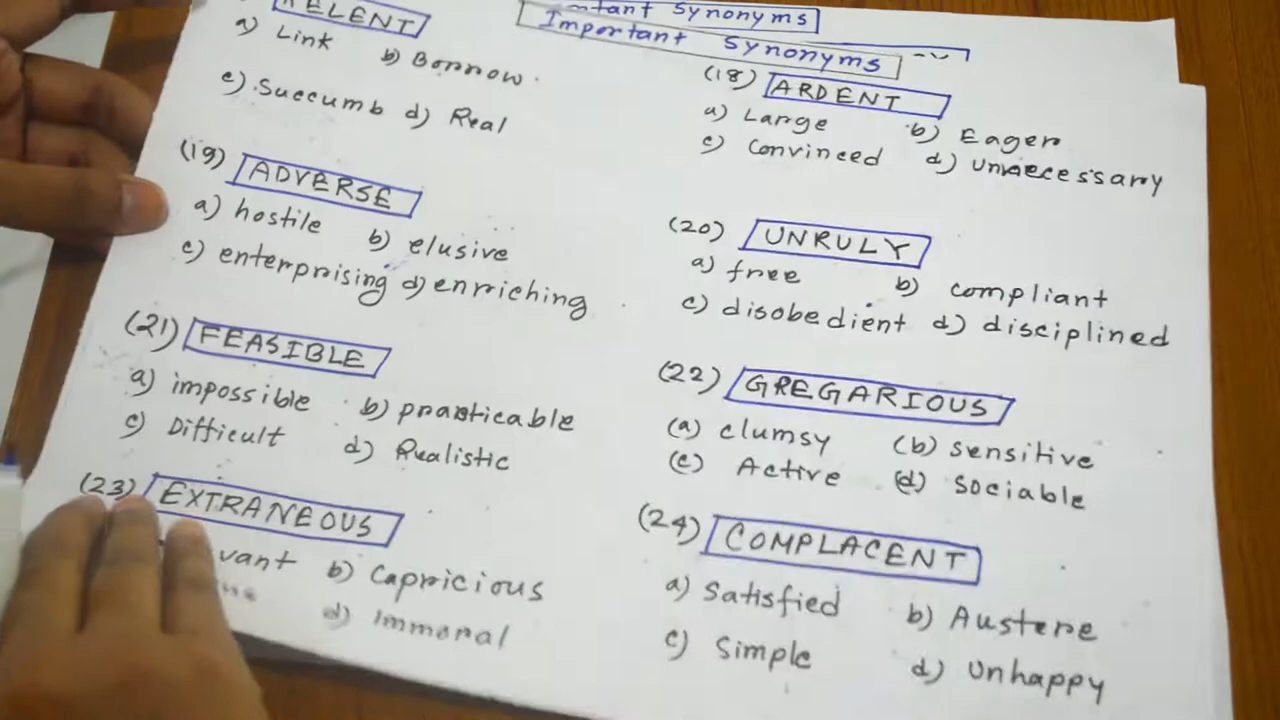 Synonyms
Important Synonyms
RELENT
a) Link b) Borrow
c) Succumb d) Real
(18) ARDENT
a) Large b) Eager
c) Convinced d) Unnecessary
(19) ADVERSE
a) hostile b) elusive
c) enterprising d) enriching
(20) UNRULY
a) free b) compliant
c) disobedient d) disciplined
(21) FEASIBLE
a) impossible b) practicable
c) Difficult d) Realistic
(22) GREGARIOUS
(a) clumsy (b) sensitive
(c) Active (d) Sociable
(23) EXTRANEOUS
b) Capricious
d) Immoral
(24) COMPLACENT
a) Satisfied b) Austere
c) Simple d) Unhappy